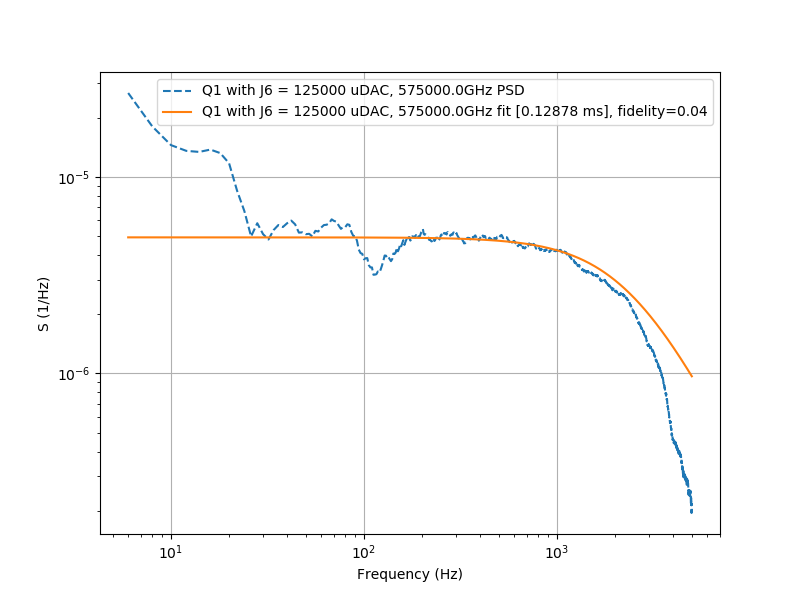 Q1 with J6 = 125000 uDAC, 575000.0GHz PSD
Q1 with J6 = 125000 uDAC, 575000.0GHz fit [0.12878 ms], fidelity=0.04
S (1/Hz)
10⁻⁵
10⁻⁶
10¹ 10² 10³
Frequency (Hz)